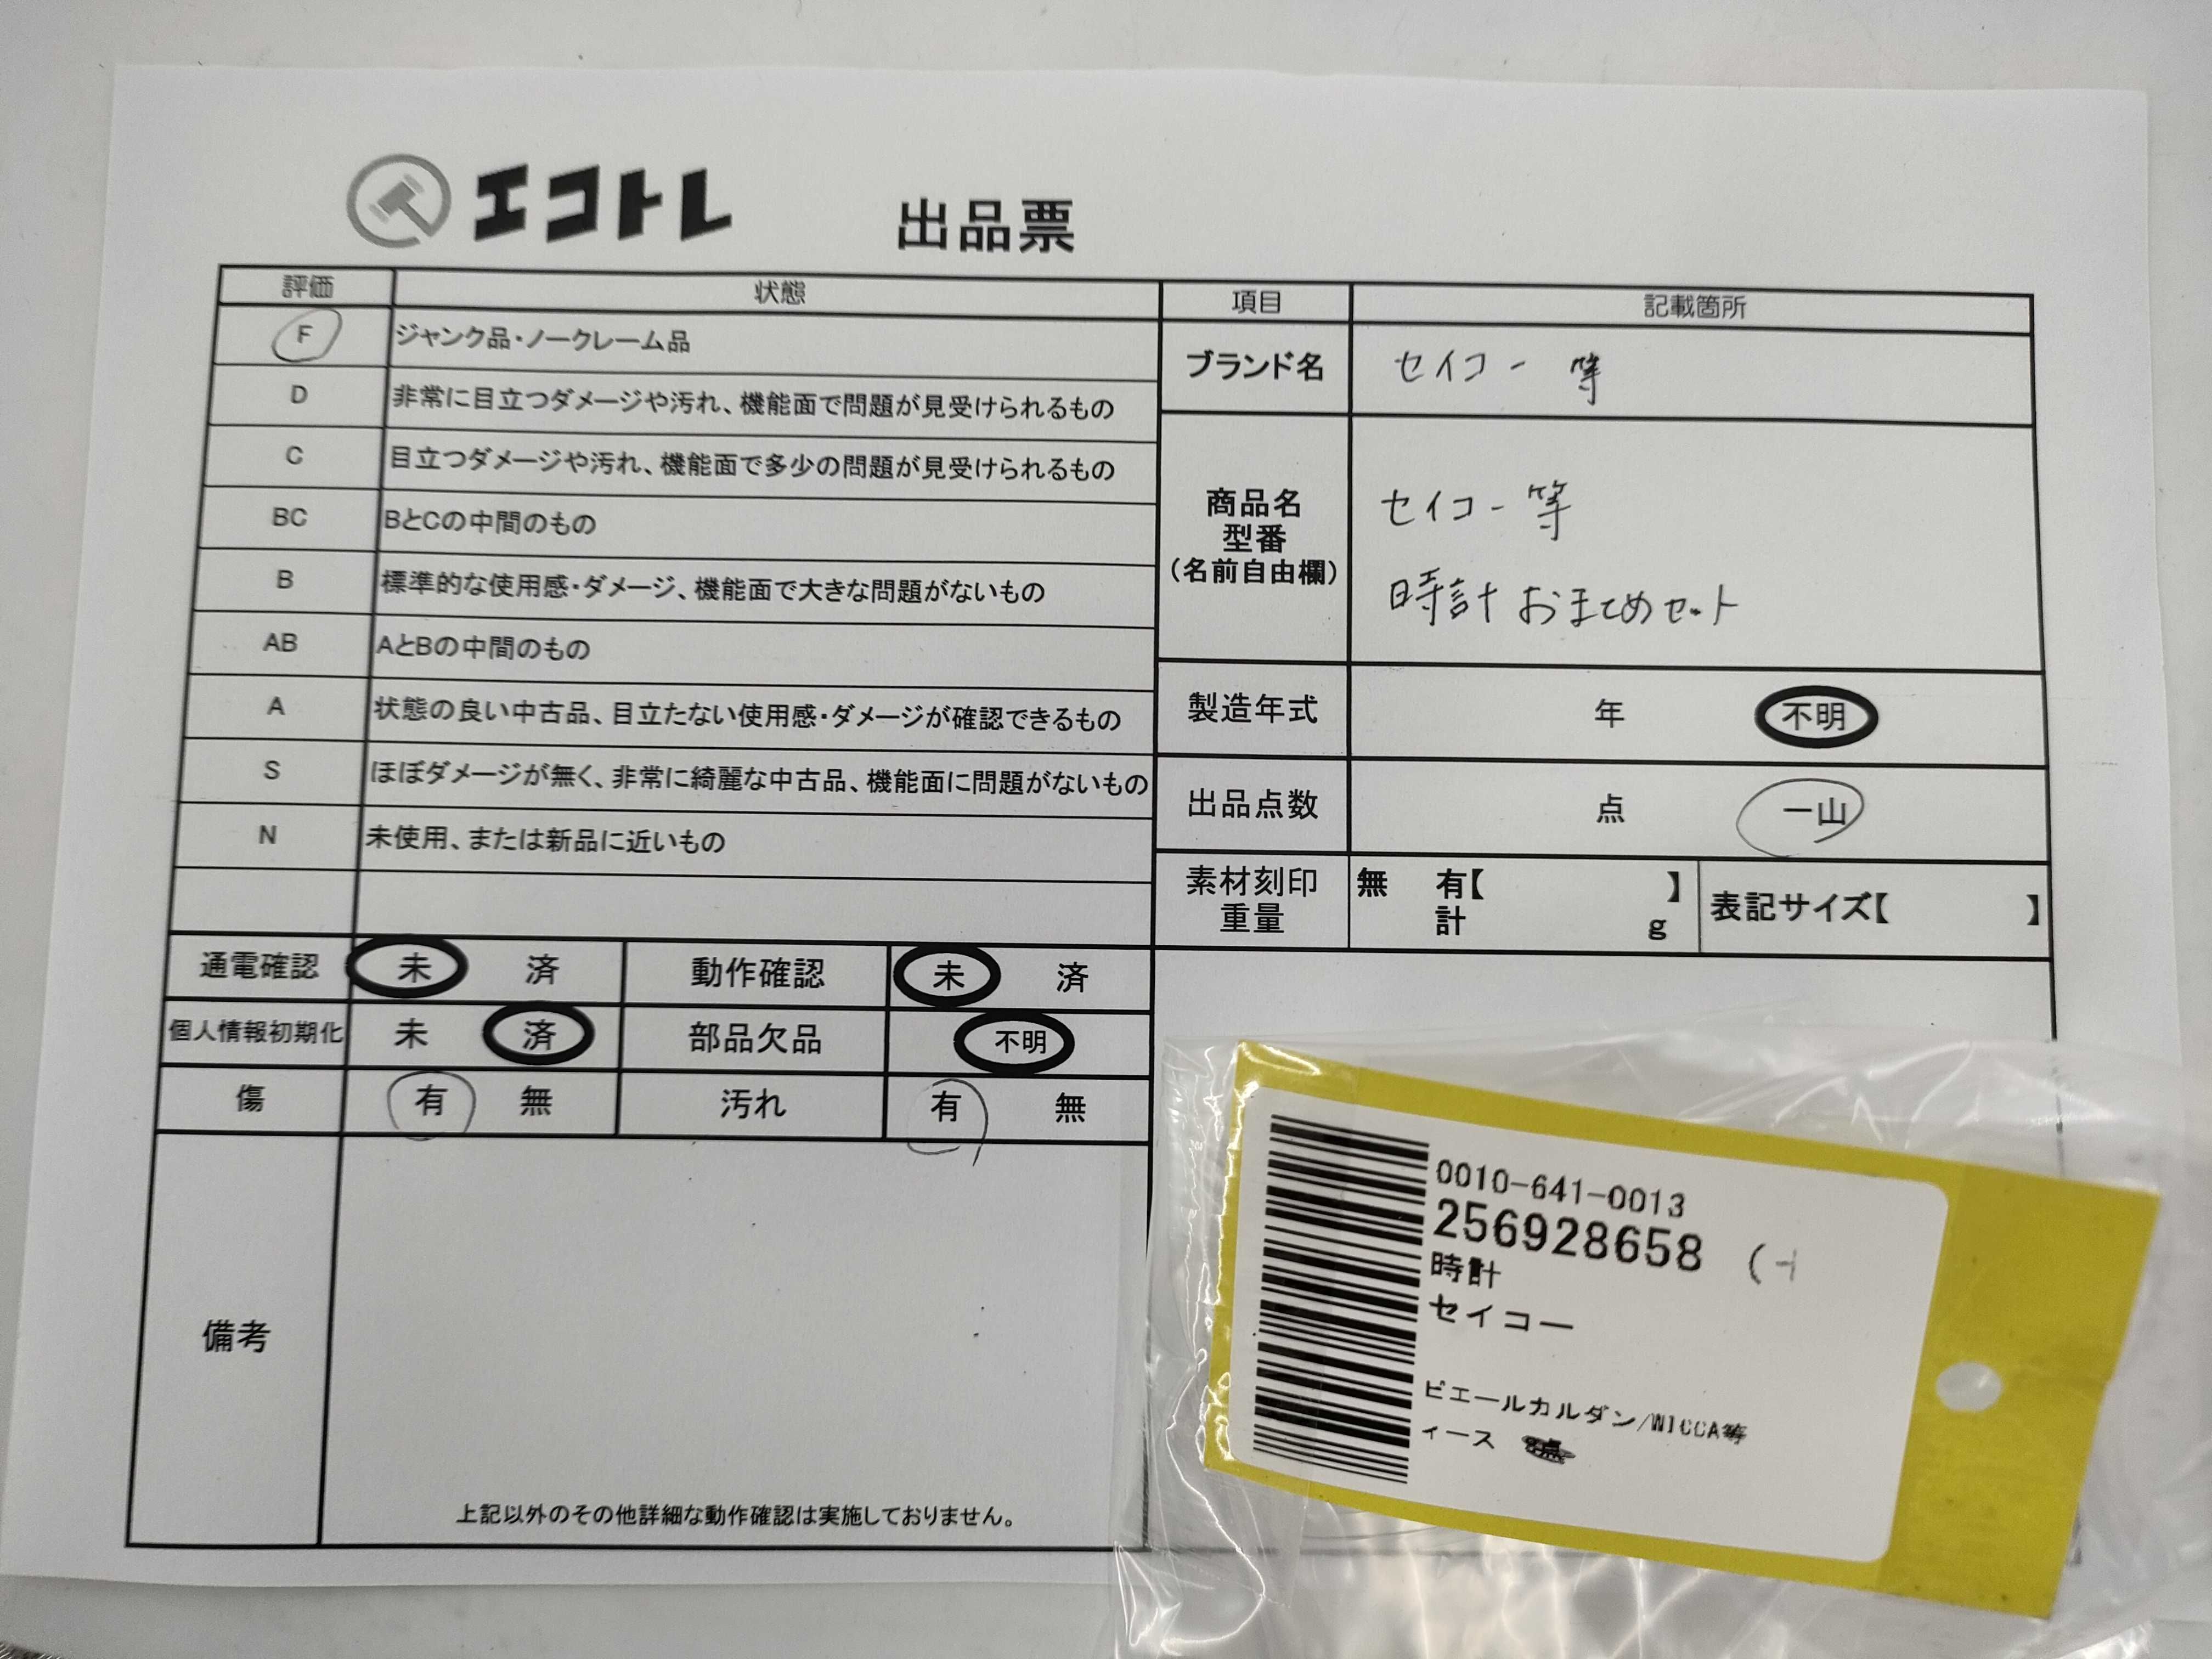 エコトレ 出品票
評価 状態
F ジャンク品・ノークレーム品
D 非常に目立つダメージや汚れ、機能面で問題が見受けられるもの
C 目立つダメージや汚れ、機能面で多少の問題が見受けられるもの
BC BとCの中間のもの
B 標準的な使用感・ダメージ、機能面で大きな問題がないもの
AB AとBの中間のもの
A 状態の良い中古品、目立たない使用感・ダメージが確認できるもの
S ほぼダメージが無く、非常に綺麗な中古品、機能面に問題がないもの
N 未使用、または新品に近いもの
通電確認 未 済 動作確認 未 済
個人情報初期化 未 済 部品欠品 不明
傷 有 無 汚れ 有 無
備考
上記以外のその他詳細な動作確認は実施しておりません。
項目 記載箇所
ブランド名 セイコー 等
商品名
型番
(名前自由欄)
セイコー等
時計 おまとめセット
製造年式 年 不明
出品点数 点 一山
素材刻印
重量
無 有【 】
計 g
表記サイズ【 】
0010-641-0013
256928658
時計
セイコー
ピエールカルダン/WICCA等
ィース